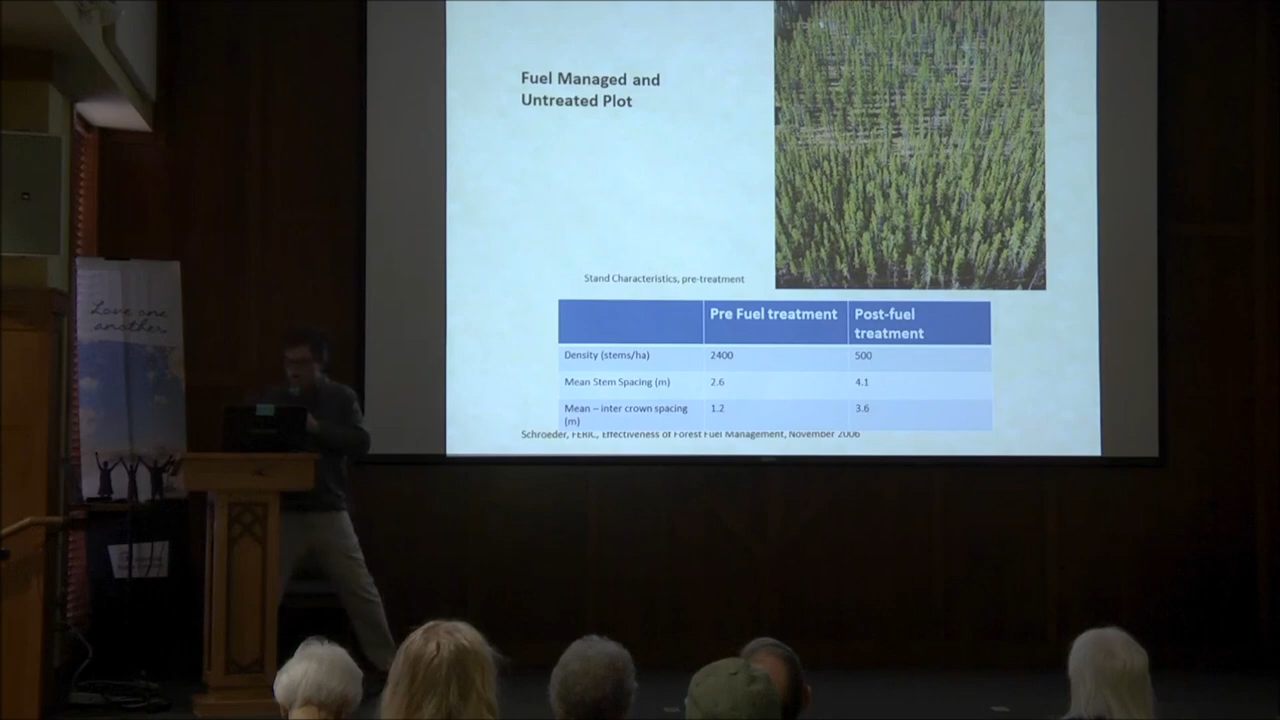 Fuel Managed and
Untreated Plot
Stand Characteristics, pre-treatment
Pre Fuel treatment Post-fuel
treatment
Density (stems/ha) 2400 500
Mean Stem Spacing (m) 2.6 4.1
Mean – inter crown spacing 1.2 3.6
(m)
Schroeder, FERIC, Effectiveness of Forest Fuel Management, November 2006
Love one
another